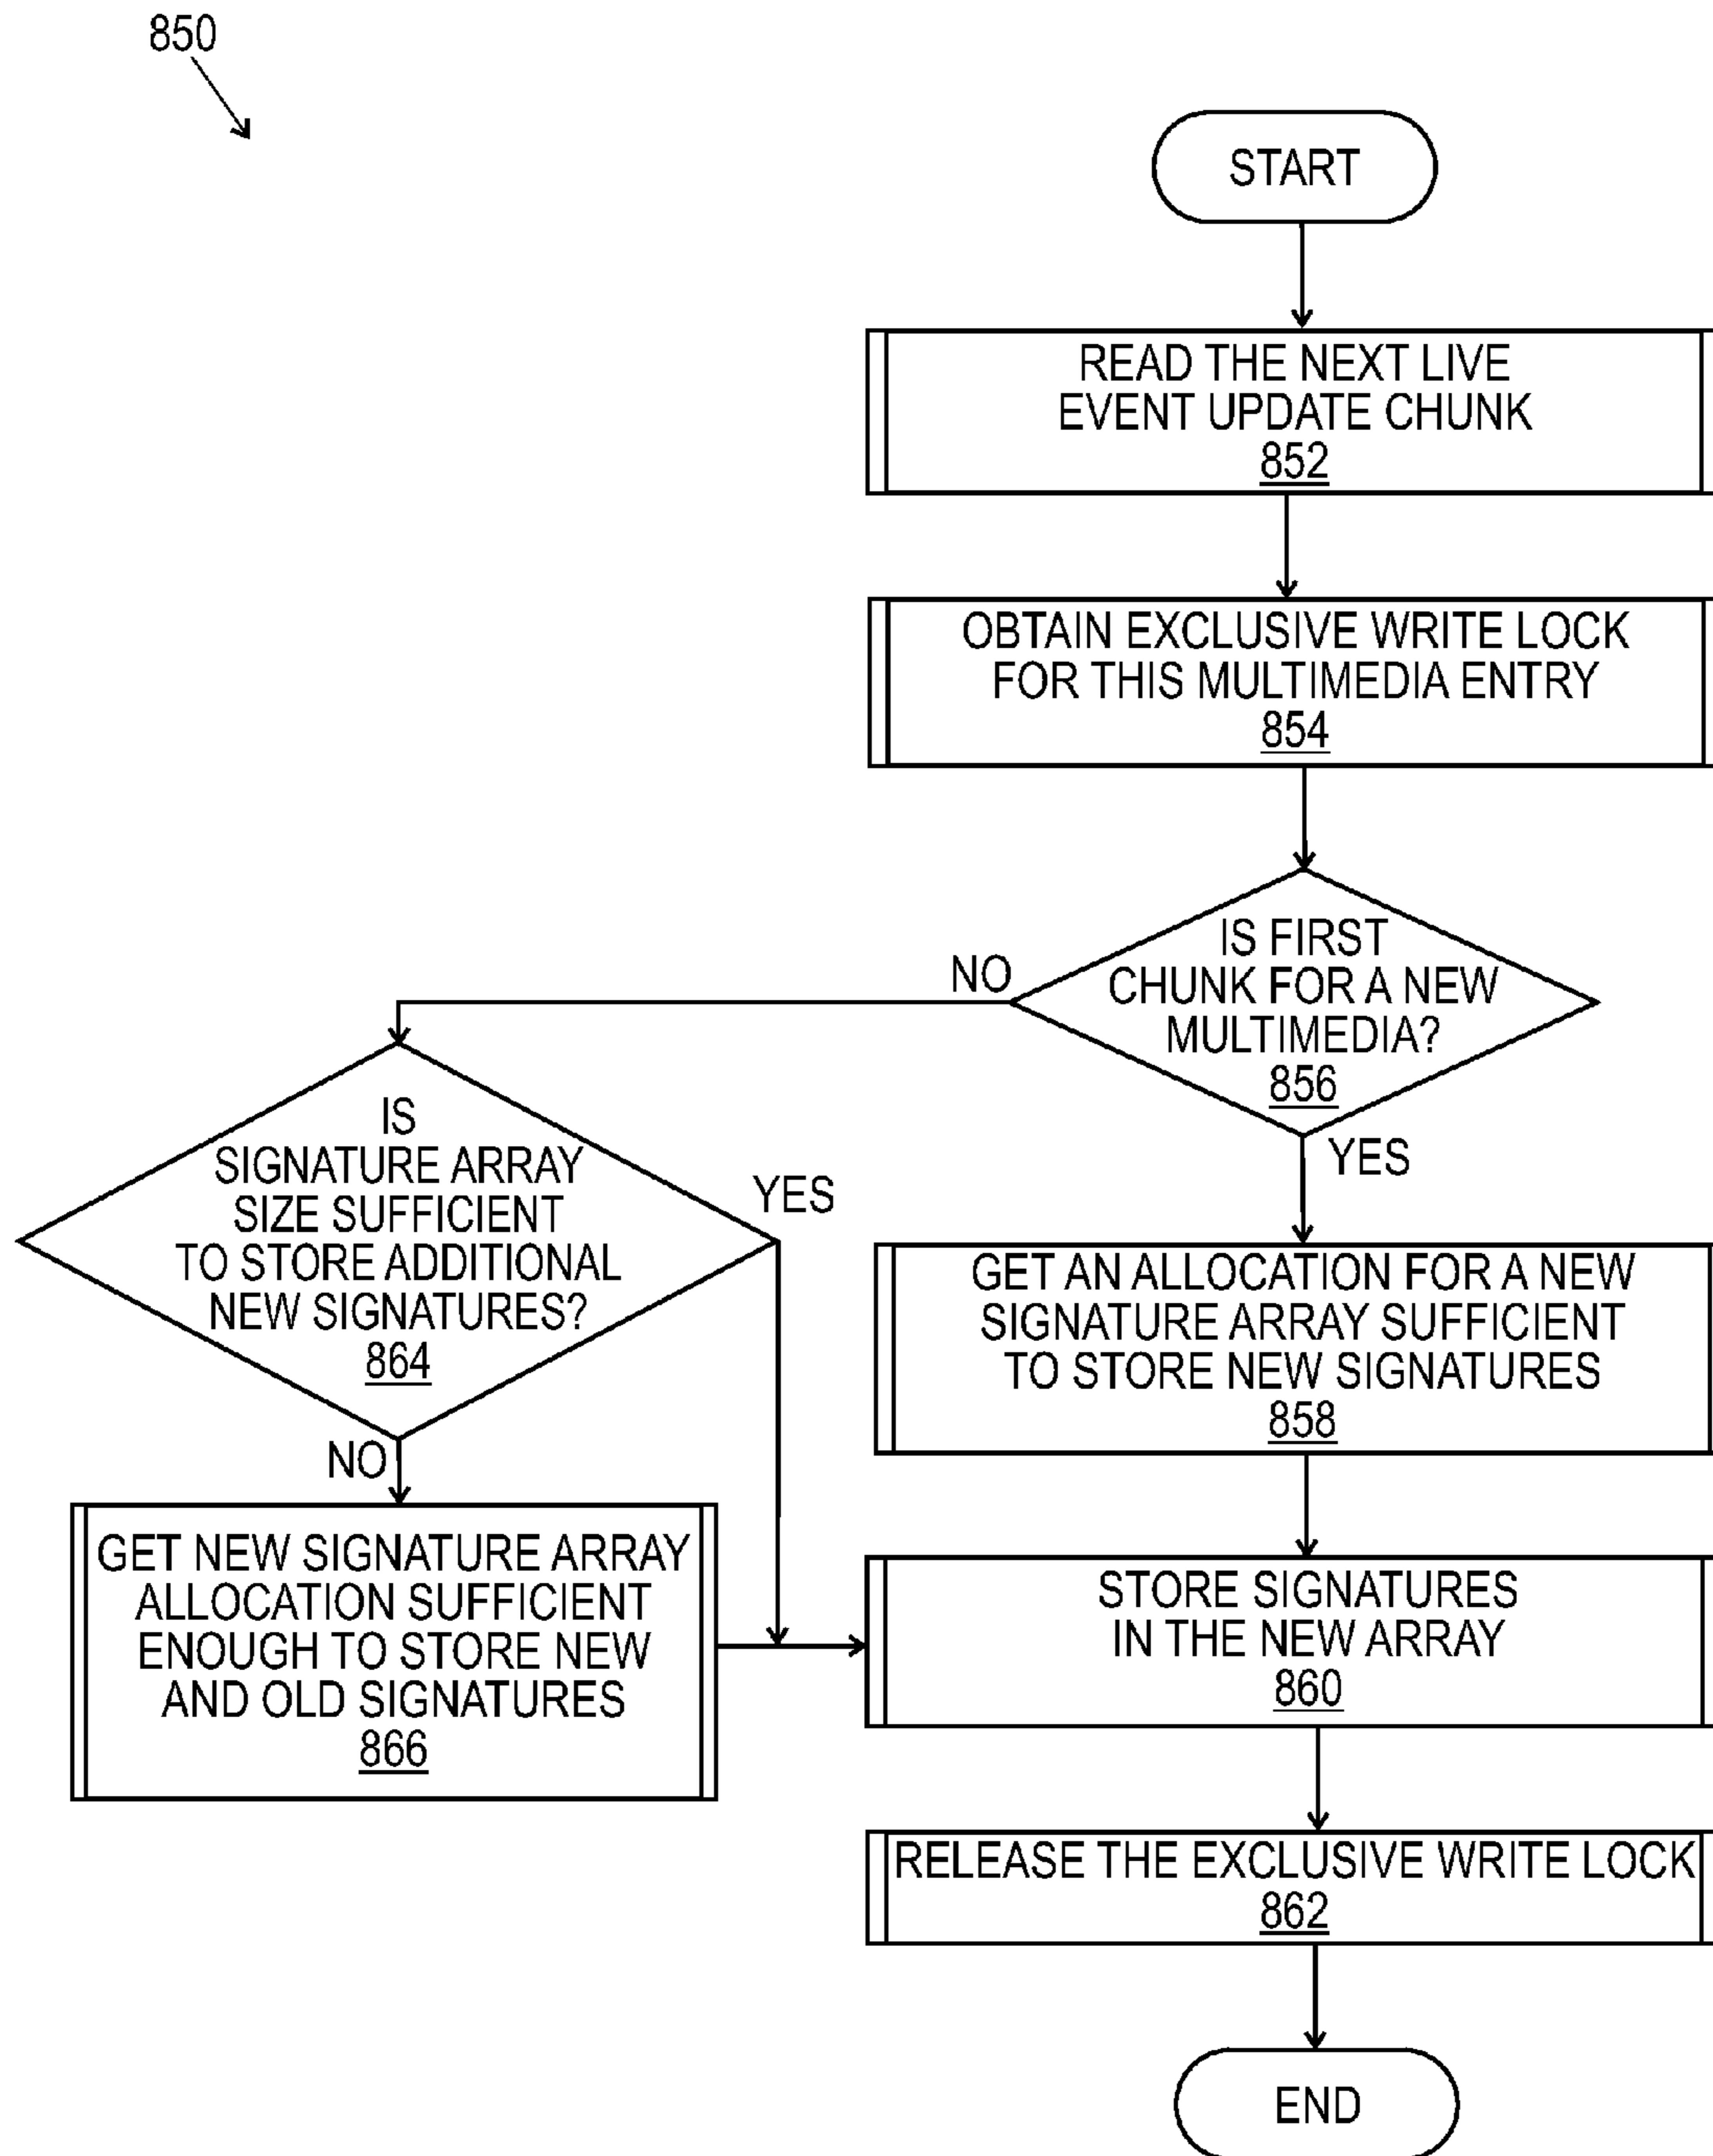 850
START
READ THE NEXT LIVE
EVENT UPDATE CHUNK
852
OBTAIN EXCLUSIVE WRITE LOCK
FOR THIS MULTIMEDIA ENTRY
854
IS FIRST
CHUNK FOR A NEW
MULTIMEDIA?
856
NO
YES
IS
SIGNATURE ARRAY
SIZE SUFFICIENT
TO STORE ADDITIONAL
NEW SIGNATURES?
864
YES
NO
GET AN ALLOCATION FOR A NEW
SIGNATURE ARRAY SUFFICIENT
TO STORE NEW SIGNATURES
858
GET NEW SIGNATURE ARRAY
ALLOCATION SUFFICIENT
ENOUGH TO STORE NEW
AND OLD SIGNATURES
866
STORE SIGNATURES
IN THE NEW ARRAY
860
RELEASE THE EXCLUSIVE WRITE LOCK
862
END